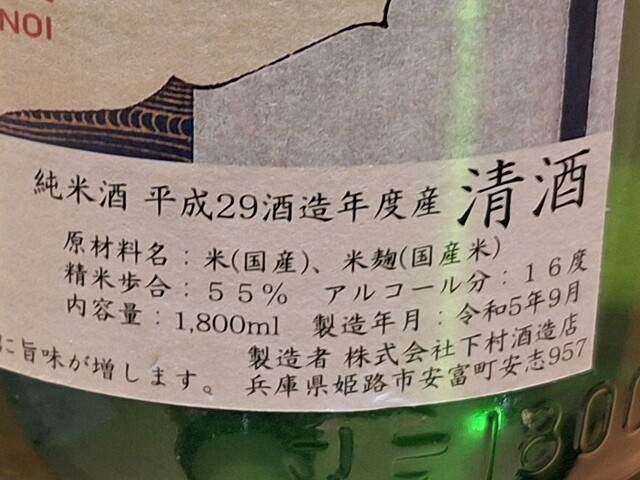 NOI
純米酒 平成29酒造年度産 清酒
原材料名：米(国産)、米麹(国産米)
精米歩合：５５％ アルコール分：１６度
内容量：1,800ml 製造年月：令和5年9月
製造者 株式会社下村酒造店
に旨味が増します。 兵庫県姫路市安富町安志957
1800